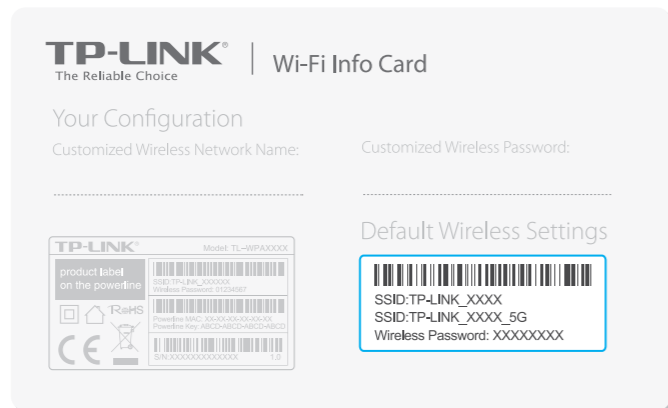 TP-LINK®
The Reliable Choice
Wi-Fi Info Card
Your Configuration
Customized Wireless Network Name:
Customized Wireless Password:
TP-LINK®
Model: TL-WPAXXXX
product label
on the powerline
SSID:TP-LINK_XXXXXX
Wireless Password: 01234567
RoHS
Powerline MAC: XX-XX-XX-XX-XX-XX
Powerline Key: ABCD-ABCD-ABCD-ABCD
CE
S/N:XXXXXXXXXXXXX 1.0
Default Wireless Settings
SSID:TP-LINK_XXXX
SSID:TP-LINK_XXXX_5G
Wireless Password: XXXXXXXX